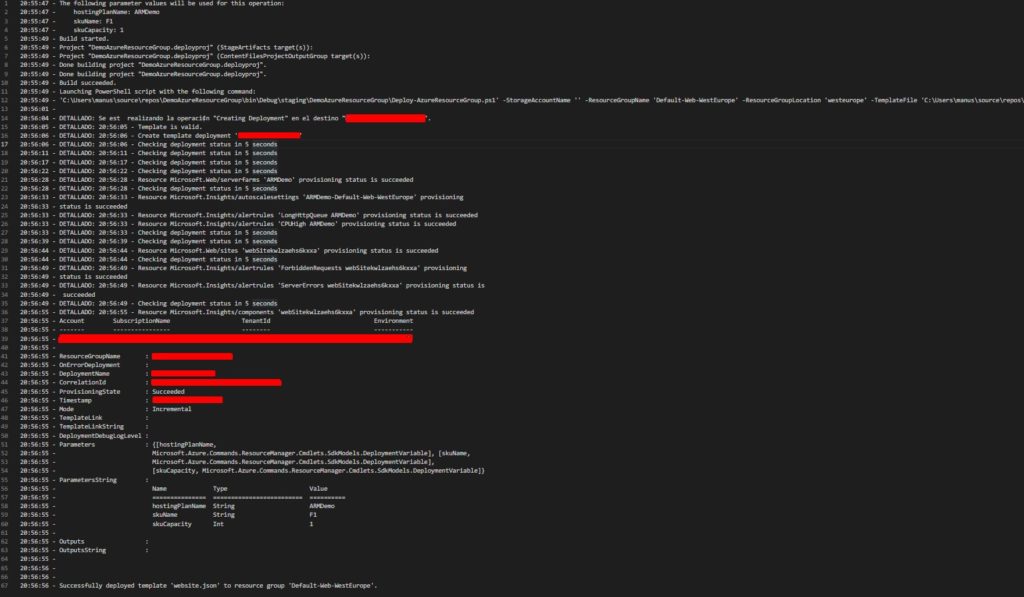 1 20:55:47 - The following parameter values will be used for this operation:
2 20:55:47 - hostingPlanName: ARMDemo
3 20:55:47 - skuName: F1
4 20:55:47 - skuCapacity: 1
5 20:55:49 - Build started.
6 20:55:49 - Project "DemoAzureResourceGroup.deployproj" (StageArtifacts target(s)):
7 20:55:49 - Project "DemoAzureResourceGroup.deployproj" (ContentFilesProjectOutputGroup target(s)):
8 20:55:49 - Done building project "DemoAzureResourceGroup.deployproj".
9 20:55:49 - Done building project "DemoAzureResourceGroup.deployproj".
10 20:55:49 - Build succeeded.
11 20:55:49 - Launching PowerShell script with the following command:
12 20:55:49 - 'C:\Users\manus\source\repos\DemoAzureResourceGroup\bin\Debug\staging\DemoAzureResourceGroup\Deploy-AzureResourceGroup.ps1' -StorageAccountName '' -ResourceGroupName 'Default-Web-WestEurope' -ResourceGroupLocation 'westeurope' -TemplateFile 'C:\Users\manus\source\repos\
13 20:56:01 -
14 20:56:04 - DETALLADO: Se est realizando la operación "Creating Deployment" en el destino "".
15 20:56:05 - DETALLADO: 20:56:05 - Template is valid.
16 20:56:06 - DETALLADO: 20:56:06 - Create template deployment ''
17 20:56:06 - DETALLADO: 20:56:06 - Checking deployment status in 5 seconds
18 20:56:11 - DETALLADO: 20:56:11 - Checking deployment status in 5 seconds
19 20:56:17 - DETALLADO: 20:56:17 - Checking deployment status in 5 seconds
20 20:56:22 - DETALLADO: 20:56:22 - Checking deployment status in 5 seconds
21 20:56:28 - DETALLADO: 20:56:28 - Resource Microsoft.Web/serverfarms 'ARMDemo' provisioning status is succeeded
22 20:56:28 - DETALLADO: 20:56:28 - Checking deployment status in 5 seconds
23 20:56:33 - DETALLADO: 20:56:33 - Resource Microsoft.Insights/autoscalesettings 'ARMDemo-Default-Web-WestEurope' provisioning
24 20:56:33 - status is succeeded
25 20:56:33 - DETALLADO: 20:56:33 - Resource Microsoft.Insights/alertrules 'LongHttpQueue ARMDemo' provisioning status is succeeded
26 20:56:33 - DETALLADO: 20:56:33 - Resource Microsoft.Insights/alertrules 'CPUHigh ARMDemo' provisioning status is succeeded
27 20:56:33 - DETALLADO: 20:56:33 - Checking deployment status in 5 seconds
28 20:56:39 - DETALLADO: 20:56:39 - Checking deployment status in 5 seconds
29 20:56:44 - DETALLADO: 20:56:44 - Resource Microsoft.Web/sites 'webSitekwlzaehs6kxxa' provisioning status is succeeded
30 20:56:44 - DETALLADO: 20:56:44 - Checking deployment status in 5 seconds
31 20:56:49 - DETALLADO: 20:56:49 - Resource Microsoft.Insights/alertrules 'ForbiddenRequests webSitekwlzaehs6kxxa' provisioning
32 20:56:49 - status is succeeded
33 20:56:49 - DETALLADO: 20:56:49 - Resource Microsoft.Insights/alertrules 'ServerErrors webSitekwlzaehs6kxxa' provisioning status is
34 20:56:49 - succeeded
35 20:56:49 - DETALLADO: 20:56:49 - Checking deployment status in 5 seconds
36 20:56:55 - DETALLADO: 20:56:55 - Resource Microsoft.Insights/components 'webSitekwlzaehs6kxxa' provisioning status is succeeded
37 20:56:55 - Account SubscriptionName TenantId Environment
38 20:56:55 - ------- ---------------- -------- -----------
39 20:56:55 -
40 20:56:55 -
41 20:56:55 - ResourceGroupName :
42 20:56:55 - OnErrorDeployment :
43 20:56:55 - DeploymentName :
44 20:56:55 - CorrelationId :
45 20:56:55 - ProvisioningState : Succeeded
46 20:56:55 - Timestamp :
47 20:56:55 - Mode : Incremental
48 20:56:55 - TemplateLink :
49 20:56:55 - TemplateLinkString :
50 20:56:55 - DeploymentDebugLogLevel :
51 20:56:55 - Parameters : {[hostingPlanName,
52 20:56:55 - Microsoft.Azure.Commands.ResourceManager.Cmdlets.SdkModels.DeploymentVariable], [skuName,
53 20:56:55 - Microsoft.Azure.Commands.ResourceManager.Cmdlets.SdkModels.DeploymentVariable],
54 20:56:55 - [skuCapacity, Microsoft.Azure.Commands.ResourceManager.Cmdlets.SdkModels.DeploymentVariable]}
55 20:56:55 - ParametersString :
56 20:56:55 - Name Type Value
57 20:56:55 - =============== ========================= ==========
58 20:56:55 - hostingPlanName String ARMDemo
59 20:56:55 - skuName String F1
60 20:56:55 - skuCapacity Int 1
61 20:56:55 -
62 20:56:55 - Outputs :
63 20:56:55 - OutputsString :
64 20:56:55 -
65 20:56:56 -
66 20:56:56 -
67 20:56:56 - Successfully deployed template 'website.json' to resource group 'Default-Web-WestEurope'.